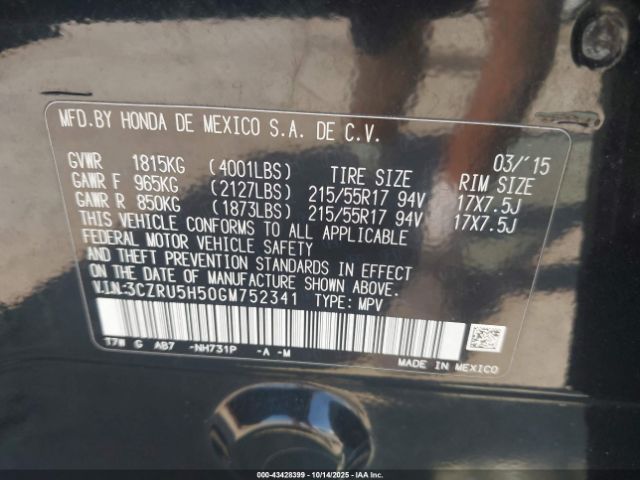 MFD.BY HONDA DE MEXICO S.A. DE C.V.
03/'15
GVWR 1815KG (4001LBS) TIRE SIZE RIM SIZE
GAWR F 965KG (2127LBS) 215/55R17 94V 17X7.5J
GAWR R 850KG (1873LBS) 215/55R17 94V 17X7.5J
THIS VEHICLE CONFORMS TO ALL APPLICABLE
FEDERAL MOTOR VEHICLE SAFETY
AND THEFT PREVENTION STANDARDS IN EFFECT
ON THE DATE OF MANUFACTURE SHOWN ABOVE.
V.I.N:3CZRU5H50GM752341 TYPE: MPV
17W G AB7 -NH731P -A -M
MADE IN MEXICO
000-43428399 - 10/14/2025 - IAA Inc.